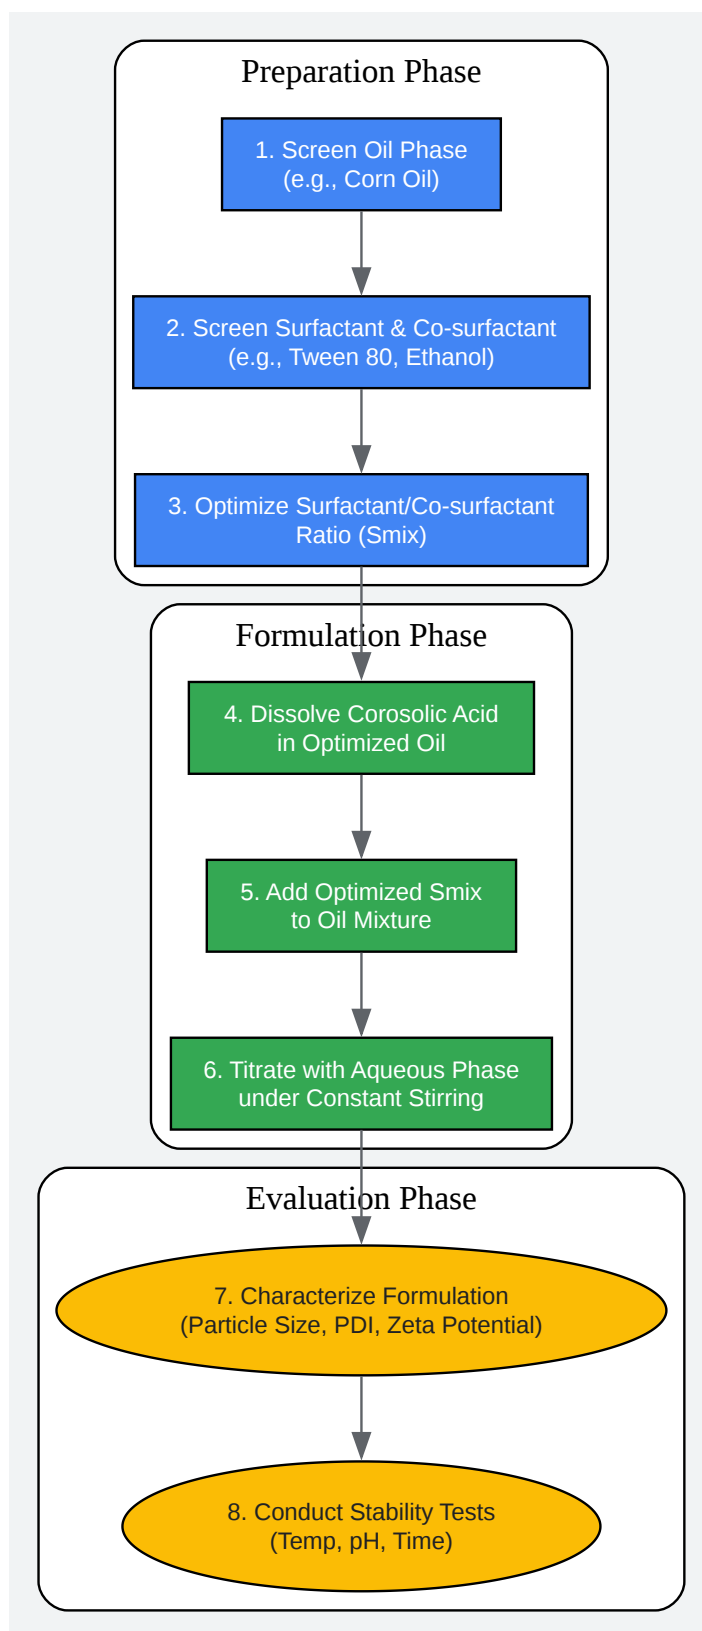 Preparation Phase
1. Screen Oil Phase
(e.g., Corn Oil)
2. Screen Surfactant & Co-surfactant
(e.g., Tween 80, Ethanol)
3. Optimize Surfactant/Co-surfactant
Ratio (Smix)
Formulation Phase
4. Dissolve Corosolic Acid
in Optimized Oil
5. Add Optimized Smix
to Oil Mixture
6. Titrate with Aqueous Phase
under Constant Stirring
Evaluation Phase
7. Characterize Formulation
(Particle Size, PDI, Zeta Potential)
8. Conduct Stability Tests
(Temp, pH, Time)